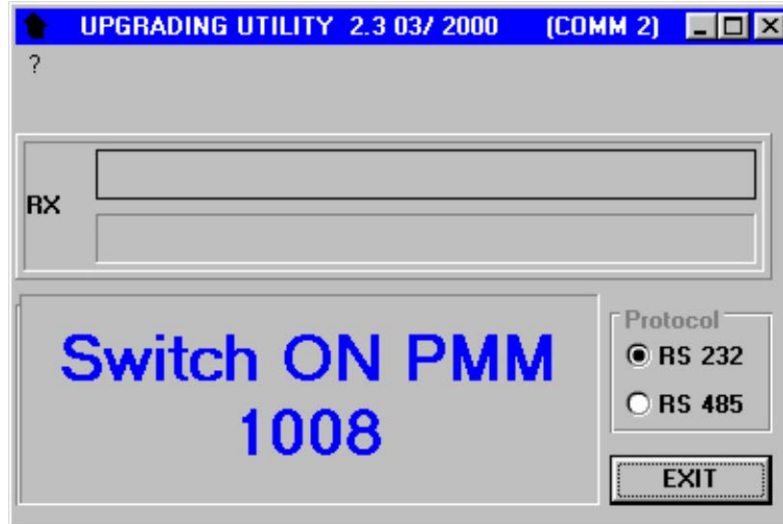 UPGRADING UTILITY 2.3 03/ 2000 (COMM 2)
?
RX
Switch ON PMM
1008
Protocol
RS 232
RS 485
EXIT